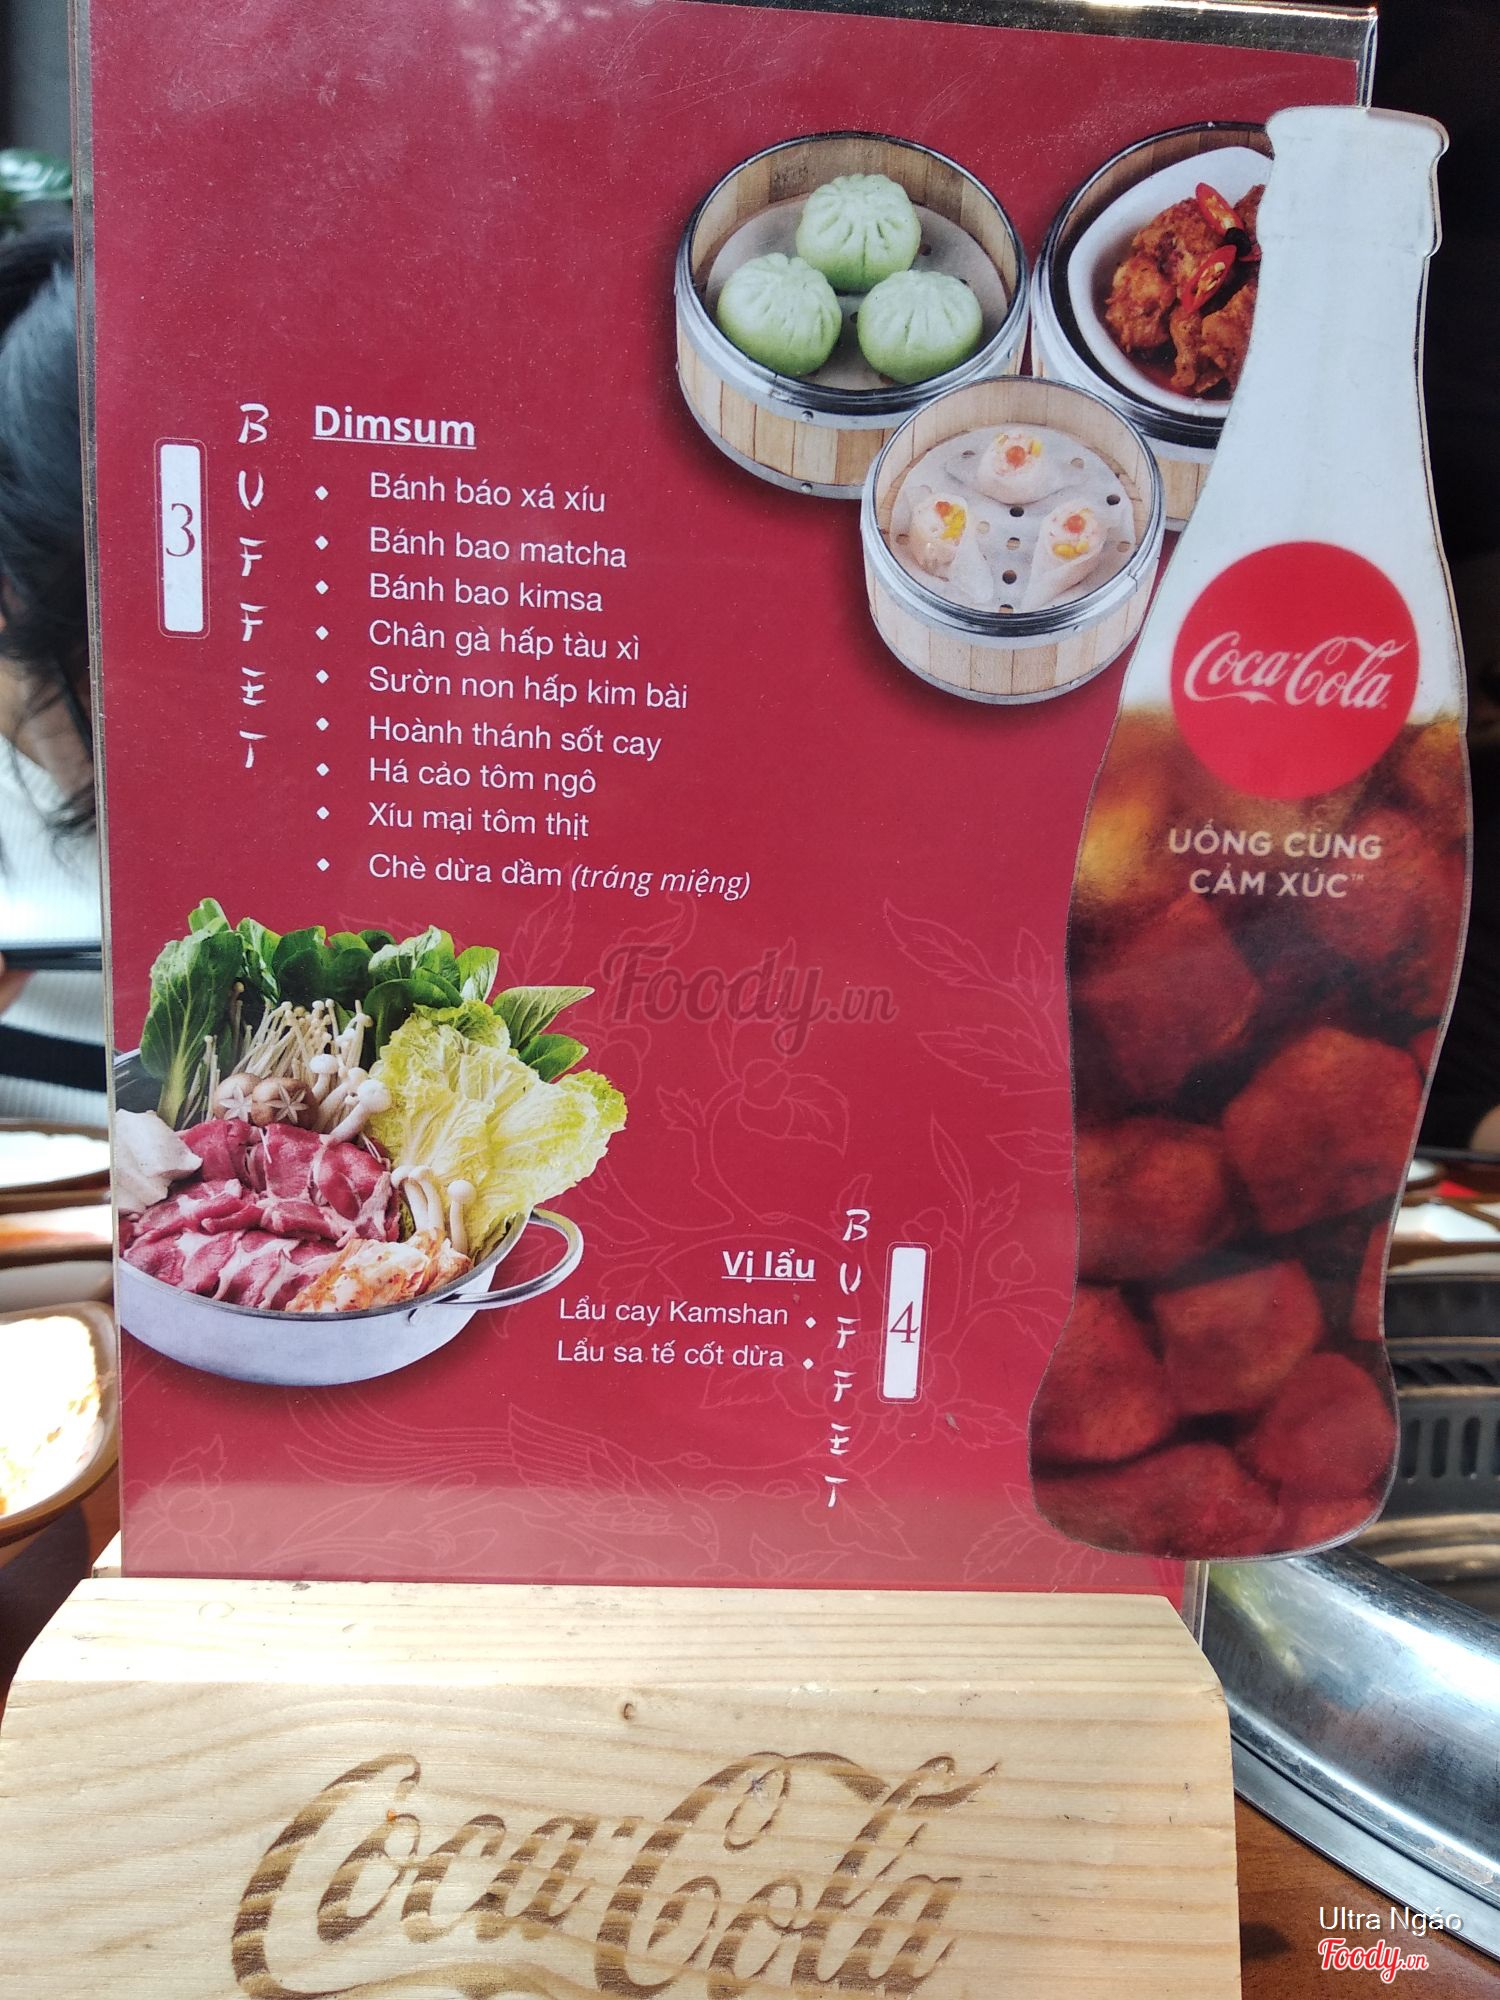 3
BUFFET
Dimsum
Bánh báo xá xíu
Bánh bao matcha
Bánh bao kimsa
Chân gà hấp tàu xì
Sườn non hấp kim bài
Hoành thánh sốt cay
Há cảo tôm ngô
Xíu mại tôm thịt
Chè dừa dầm (tráng miệng)
Coca-Cola
UỐNG CÙNG
CẢM XÚC™
Foody.vn
Vị lẩu
Lẩu cay Kamshan
Lẩu sa tế cốt dừa
BUFFET
4
Coca-Cola
Ultra Ngáo
Foody.vn